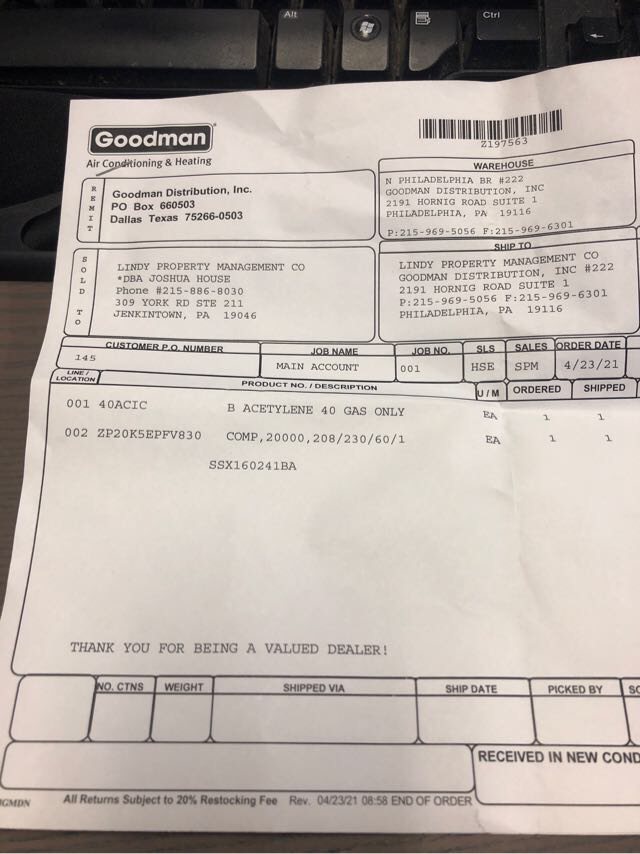 Alt
Ctrl
Goodman
Air Conditioning & Heating
Z197563
REMIT
Goodman Distribution, Inc.
PO Box 660503
Dallas Texas 75266-0503
WAREHOUSE
N PHILADELPHIA BR #222
GOODMAN DISTRIBUTION, INC
2191 HORNIG ROAD SUITE 1
PHILADELPHIA, PA 19116
P:215-969-5056 F:215-969-6301
SOLD TO
LINDY PROPERTY MANAGEMENT CO
*DBA JOSHUA HOUSE
Phone #215-886-8030
309 YORK RD STE 211
JENKINTOWN, PA 19046
SHIP TO
LINDY PROPERTY MANAGEMENT CO
GOODMAN DISTRIBUTION, INC #222
2191 HORNIG ROAD SUITE 1
P:215-969-5056 F:215-969-6301
PHILADELPHIA, PA 19116
CUSTOMER P.O. NUMBER JOB NAME JOB NO. SLS SALES ORDER DATE
145 MAIN ACCOUNT 001 HSE SPM 4/23/21
LINE / LOCATION PRODUCT NO. / DESCRIPTION U / M ORDERED SHIPPED
001 40ACIC B ACETYLENE 40 GAS ONLY EA 1 1
002 ZP20K5EPFV830 COMP,20000,208/230/60/1 EA 1 1
SSX160241BA
THANK YOU FOR BEING A VALUED DEALER!
NO. CTNS WEIGHT SHIPPED VIA SHIP DATE PICKED BY
RECEIVED IN NEW COND
GMDN All Returns Subject to 20% Restocking Fee Rev. 04/23/21 08:58 END OF ORDER